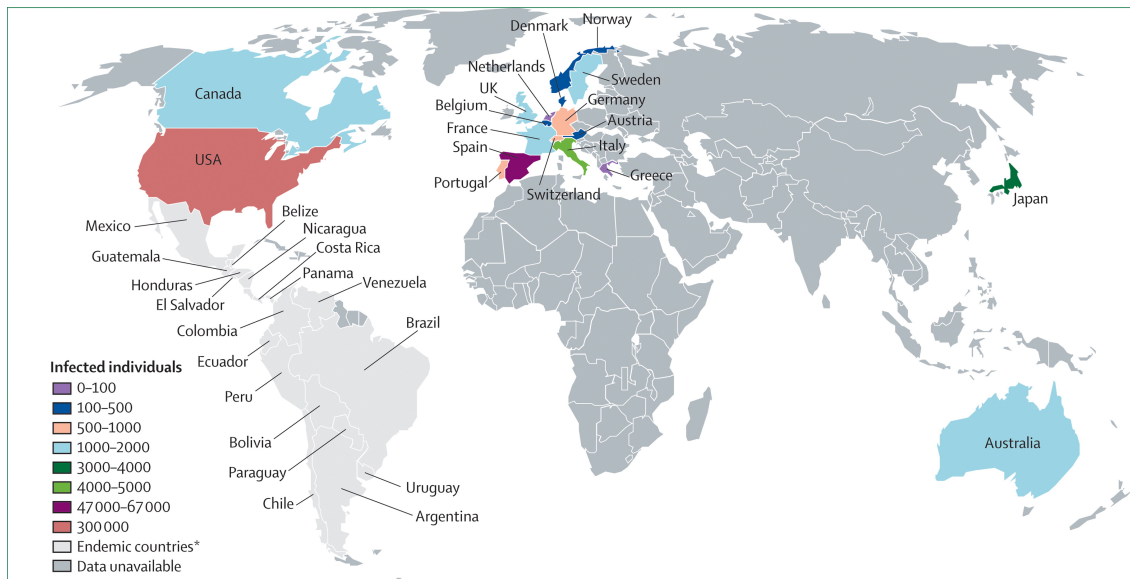 Norway
Denmark
Netherlands
Sweden
UK
Canada
Germany
Belgium
Austria
France
USA
Spain
Italy
Greece
Portugal
Switzerland
Japan
Belize
Mexico
Nicaragua
Costa Rica
Guatemala
Panama
Honduras
Venezuela
El Salvador
Colombia
Brazil
Ecuador
Infected individuals
0–100
Peru
100–500
500–1000
Bolivia
1000–2000
Australia
3000–4000
Paraguay
4000–5000
Uruguay
Chile
47 000–67 000
Argentina
300 000
Endemic countries*
Data unavailable